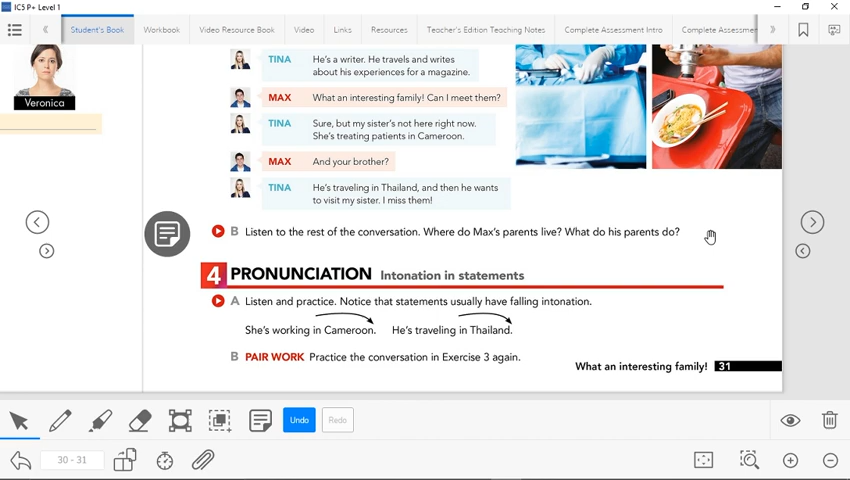 IC5 P+ Level 1
Student's Book
Workbook
Video Resource Book
Video
Links
Resources
Teacher's Edition Teaching Notes
Complete Assessment Intro
Complete Assessmen
Veronica
TINA He's a writer. He travels and writes
about his experiences for a magazine.
MAX What an interesting family! Can I meet them?
TINA Sure, but my sister's not here right now.
She's treating patients in Cameroon.
MAX And your brother?
TINA He's traveling in Thailand, and then he wants
to visit my sister. I miss them!
B Listen to the rest of the conversation. Where do Max's parents live? What do his parents do?
4 PRONUNCIATION Intonation in statements
A Listen and practice. Notice that statements usually have falling intonation.
She's working in Cameroon. He's traveling in Thailand.
B PAIR WORK Practice the conversation in Exercise 3 again.
What an interesting family! 31
Undo
Redo
30 - 31